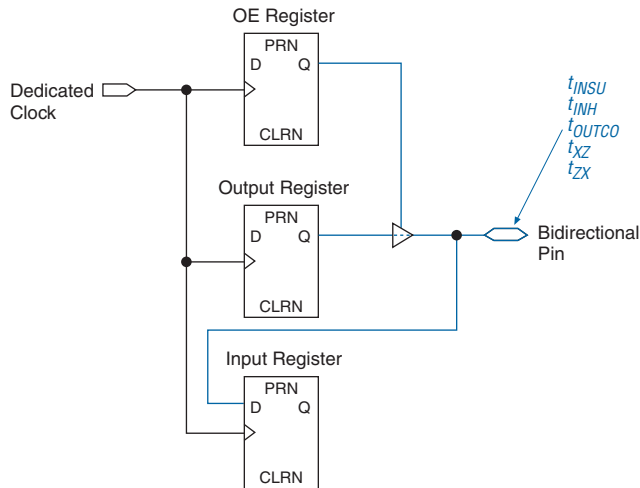 OE Register
PRN
D Q
CLRN
Dedicated
Clock
t_INSU
t_INH
t_OUTCO
t_XZ
t_ZX
Output Register
PRN
D Q
CLRN
Bidirectional
Pin
Input Register
PRN
D Q
CLRN